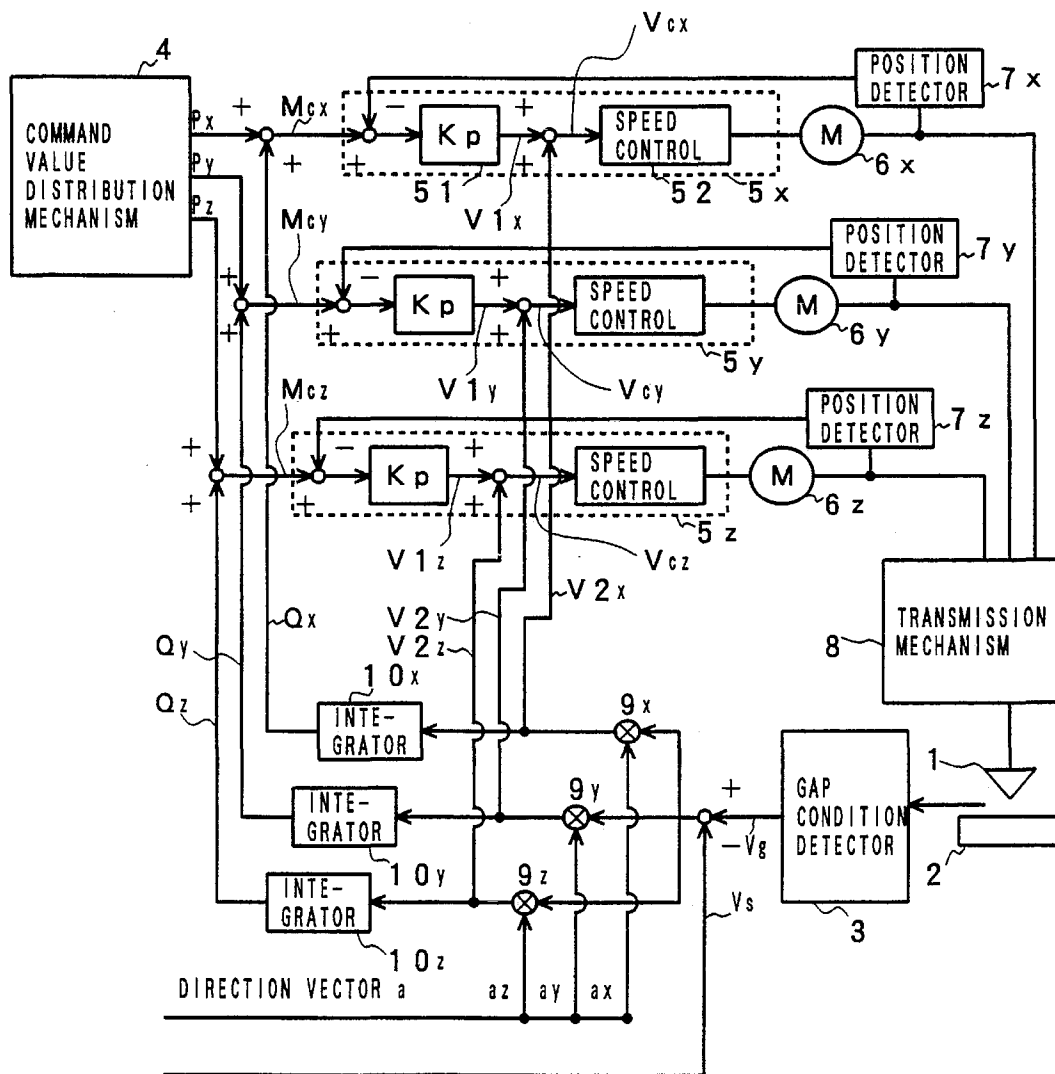 4
COMMAND
VALUE
DISTRIBUTION
MECHANISM
Px
Py
Pz
+
+
Mcx
Vcx
-
+
Kp
51
+
+
V1x
SPEED
CONTROL
52
5x
M
6x
POSITION
DETECTOR
7x
+
+
Mcy
-
+
Kp
V1y
+
+
SPEED
CONTROL
Vcy
5y
M
6y
POSITION
DETECTOR
7y
+
+
Mcz
-
+
Kp
V1z
+
+
SPEED
CONTROL
Vcz
5z
M
6z
POSITION
DETECTOR
7z
V2x
V2y
V2z
Qx
Qy
Qz
10x
INTE-
GRATOR
INTE-
GRATOR
10y
INTE-
GRATOR
10z
9x
9y
9z
+
-
Vg
Vs
GAP
CONDITION
DETECTOR
3
TRANSMISSION
MECHANISM
8
1
2
DIRECTION VECTOR a
az
ay
ax